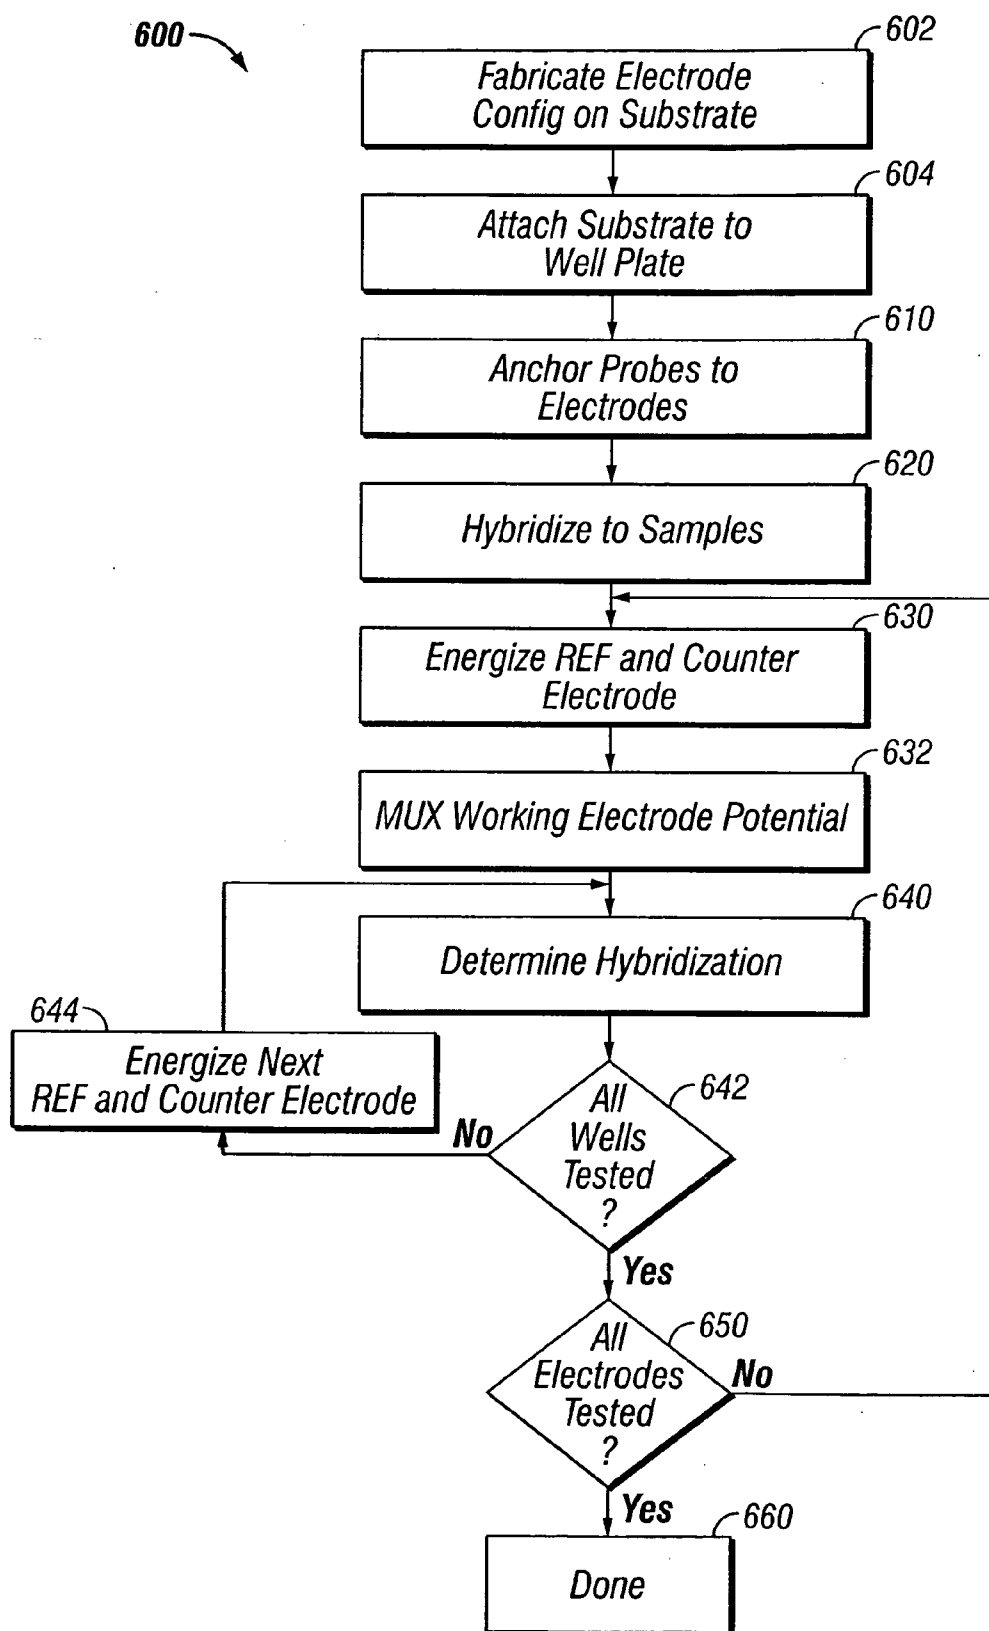 600
602
Fabricate Electrode
Config on Substrate
604
Attach Substrate to
Well Plate
610
Anchor Probes to
Electrodes
620
Hybridize to Samples
630
Energize REF and Counter
Electrode
632
MUX Working Electrode Potential
640
Determine Hybridization
644
Energize Next
REF and Counter Electrode
642
All
Wells
Tested
?
No
Yes
650
All
Electrodes
Tested
?
No
Yes
660
Done